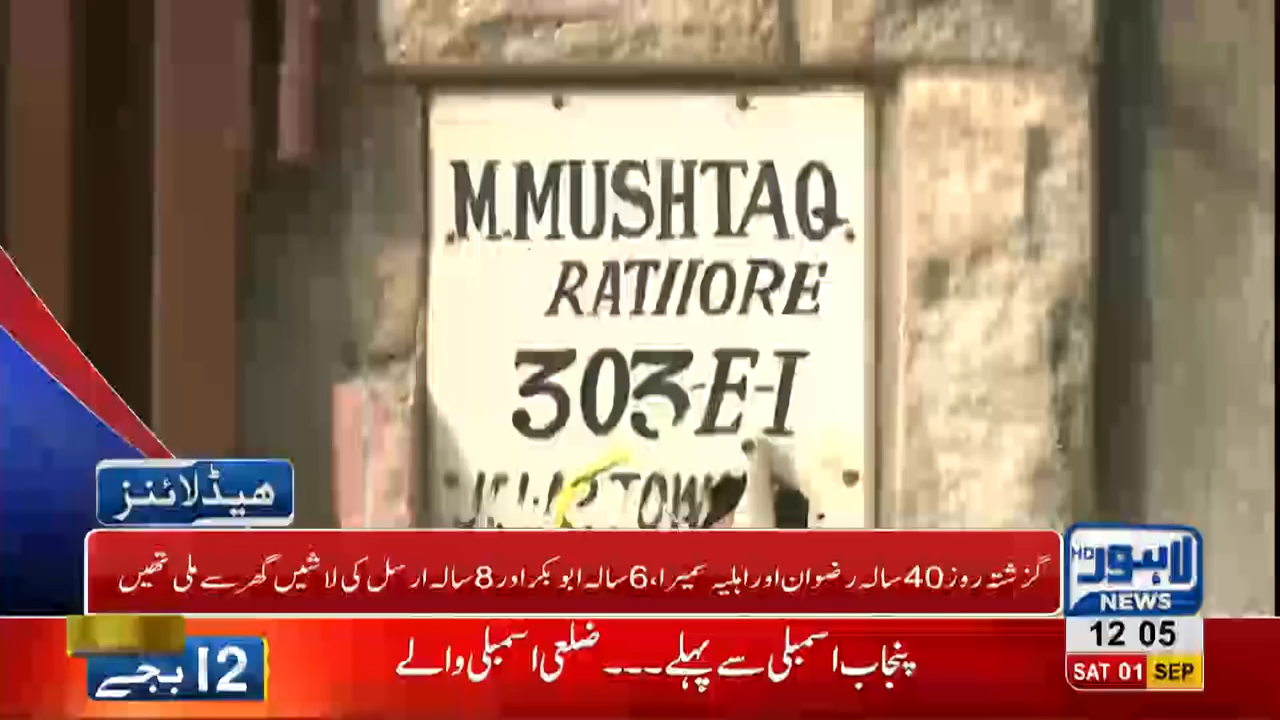 M.MUSHTAQ.
RATHORE
303-E-I
TOWN
ہیڈلائنز
گزشتہ روز 40 سالہ رضوان اور اہلیہ سمیرا، 6 سالہ ابوبکر اور 8 سالہ ارسل کی لاشیں گھر سے ملی تھیں
لاہور HD
NEWS
12 05
SAT 01 SEP
پنجاب اسمبلی سے پہلے۔۔۔ ضلعی اسمبلی والے
12 بجے